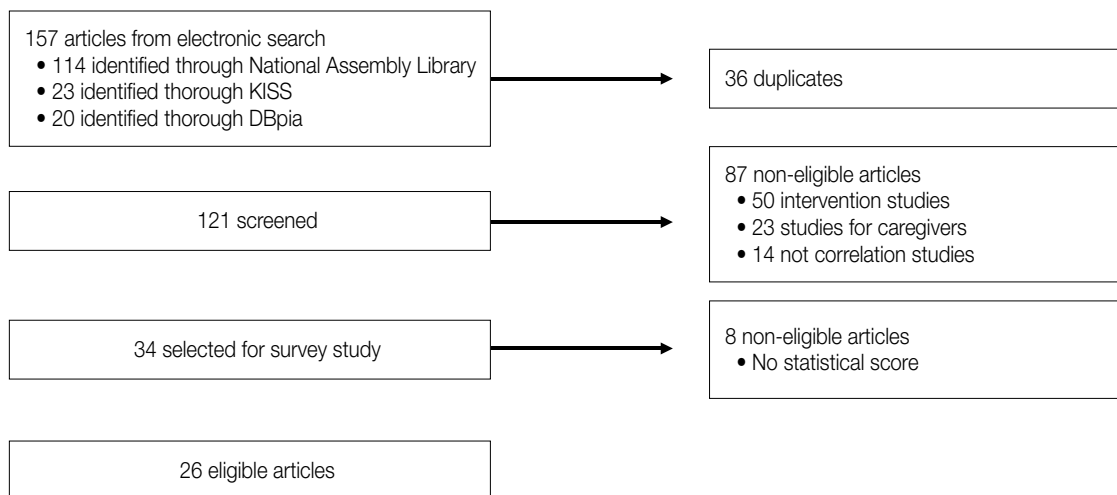 157 articles from electronic search
• 114 identified through National Assembly Library
• 23 identified thorough KISS
• 20 identified thorough DBpia
36 duplicates
121 screened
87 non-eligible articles
• 50 intervention studies
• 23 studies for caregivers
• 14 not correlation studies
34 selected for survey study
8 non-eligible articles
• No statistical score
26 eligible articles